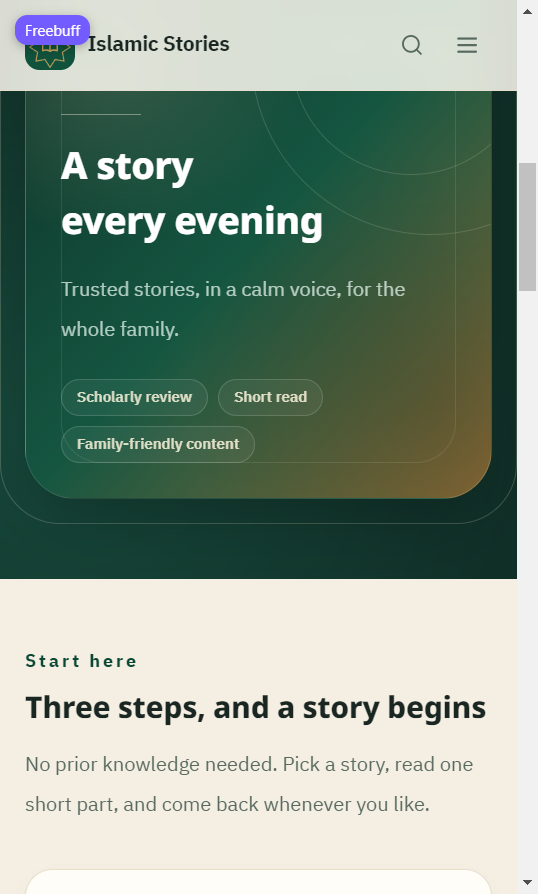 Freebuff
Islamic Stories
A story
every evening
Trusted stories, in a calm voice, for the
whole family.
Scholarly review
Short read
Family-friendly content
Start here
Three steps, and a story begins
No prior knowledge needed. Pick a story, read one
short part, and come back whenever you like.